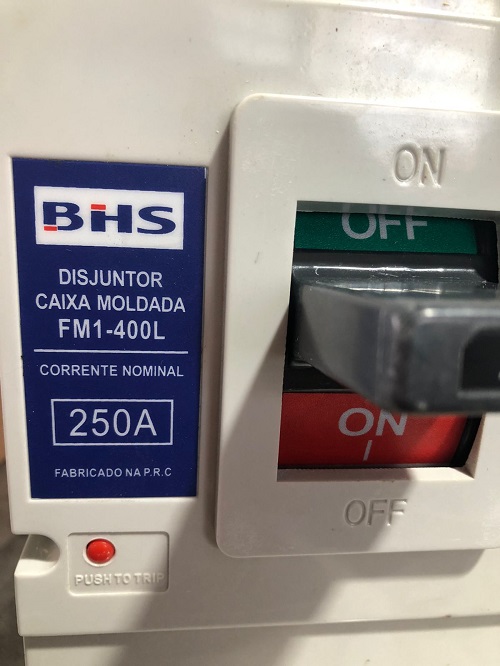 BHS
DISJUNTOR
CAIXA MOLDADA
FM1-400L
CORRENTE NOMINAL
250A
FABRICADO NA P.R.C
PUSH TO TRIP
ON
OFF
ON
I
OFF